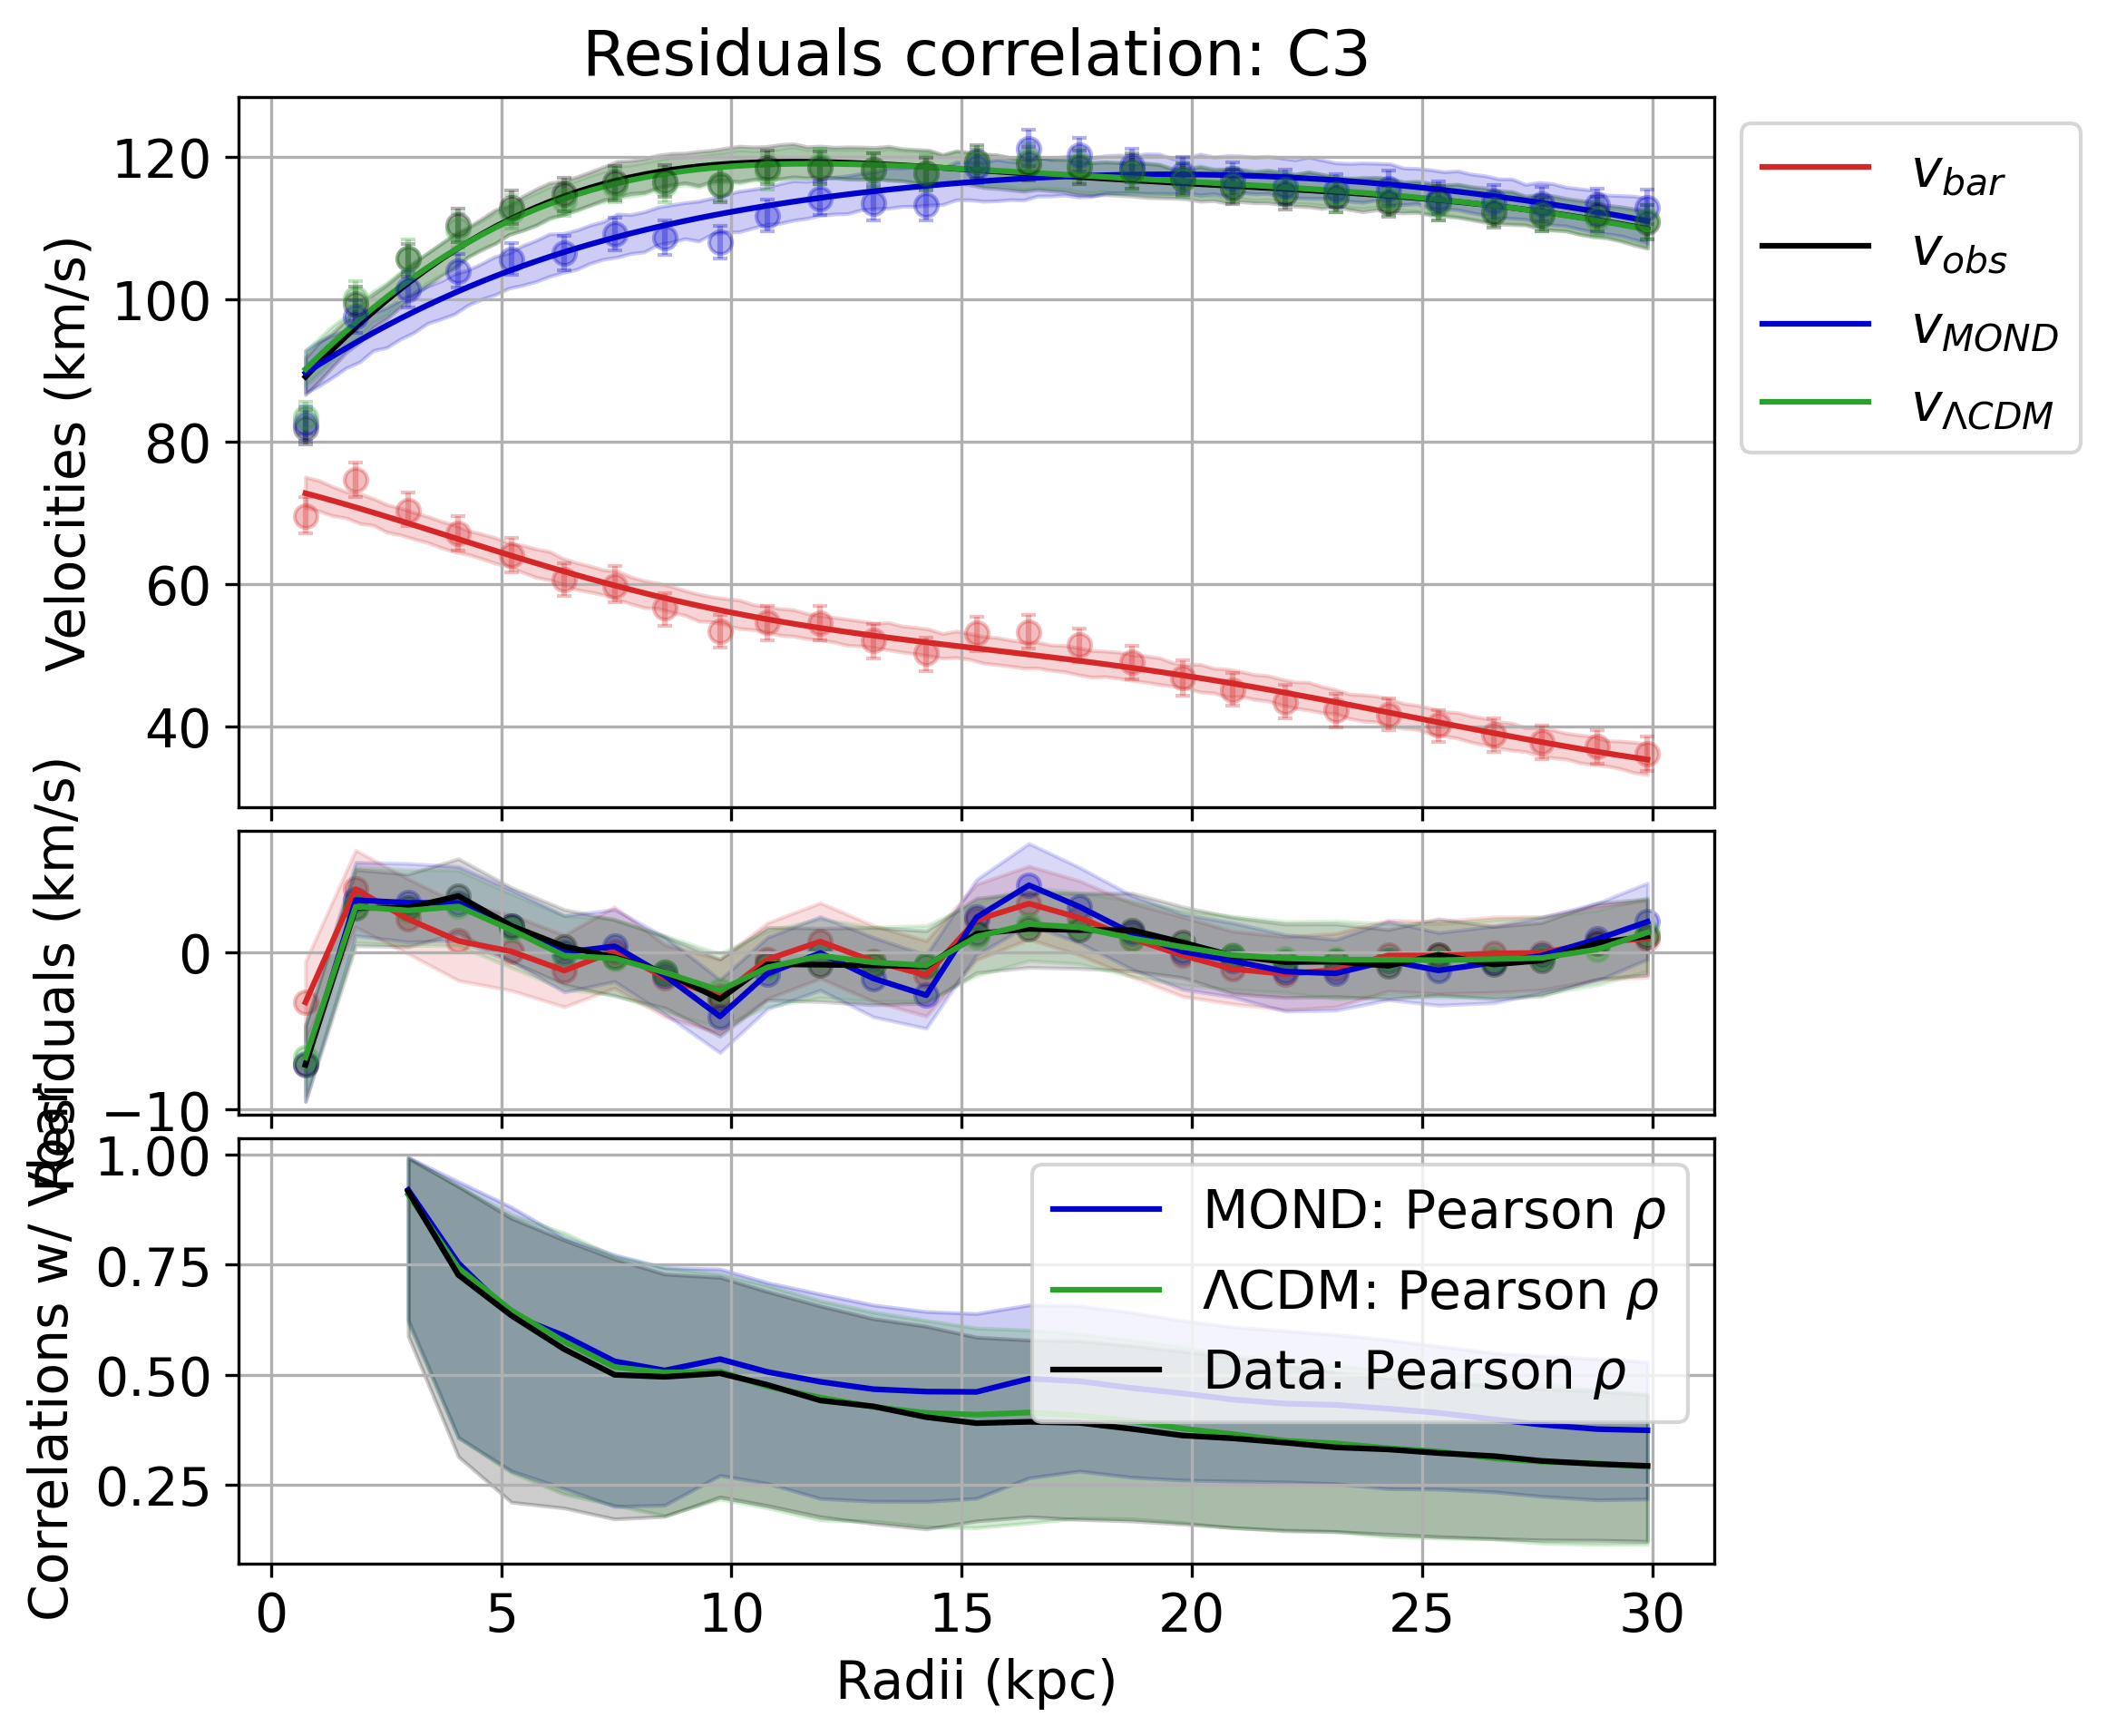 Residuals correlation: C3
Velocities (km/s)
120
100
80
60
40
v_bar
v_obs
v_MOND
v_ΛCDM
Residuals (km/s)
0
−10
Correlations w/ Vbar
1.00
0.75
0.50
0.25
MOND: Pearson ρ
ΛCDM: Pearson ρ
Data: Pearson ρ
0 5 10 15 20 25 30
Radii (kpc)